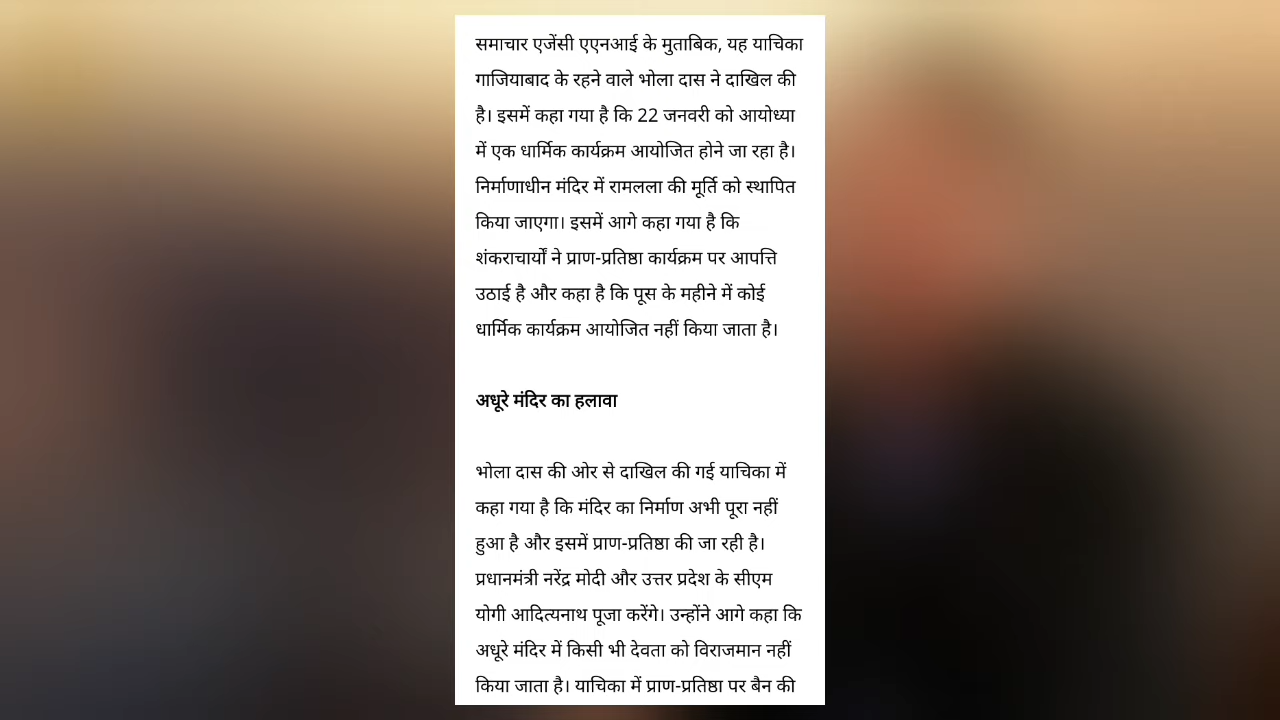 समाचार एजेंसी एएनआई के मुताबिक, यह याचिका
गाजियाबाद के रहने वाले भोला दास ने दाखिल की
है। इसमें कहा गया है कि 22 जनवरी को आयोध्या
में एक धार्मिक कार्यक्रम आयोजित होने जा रहा है।
निर्माणाधीन मंदिर में रामलला की मूर्ति को स्थापित
किया जाएगा। इसमें आगे कहा गया है कि
शंकराचार्यों ने प्राण-प्रतिष्ठा कार्यक्रम पर आपत्ति
उठाई है और कहा है कि पूस के महीने में कोई
धार्मिक कार्यक्रम आयोजित नहीं किया जाता है।
अधूरे मंदिर का हलावा
भोला दास की ओर से दाखिल की गई याचिका में
कहा गया है कि मंदिर का निर्माण अभी पूरा नहीं
हुआ है और इसमें प्राण-प्रतिष्ठा की जा रही है।
प्रधानमंत्री नरेंद्र मोदी और उत्तर प्रदेश के सीएम
योगी आदित्यनाथ पूजा करेंगे। उन्होंने आगे कहा कि
अधूरे मंदिर में किसी भी देवता को विराजमान नहीं
किया जाता है। याचिका में प्राण-प्रतिष्ठा पर बैन की